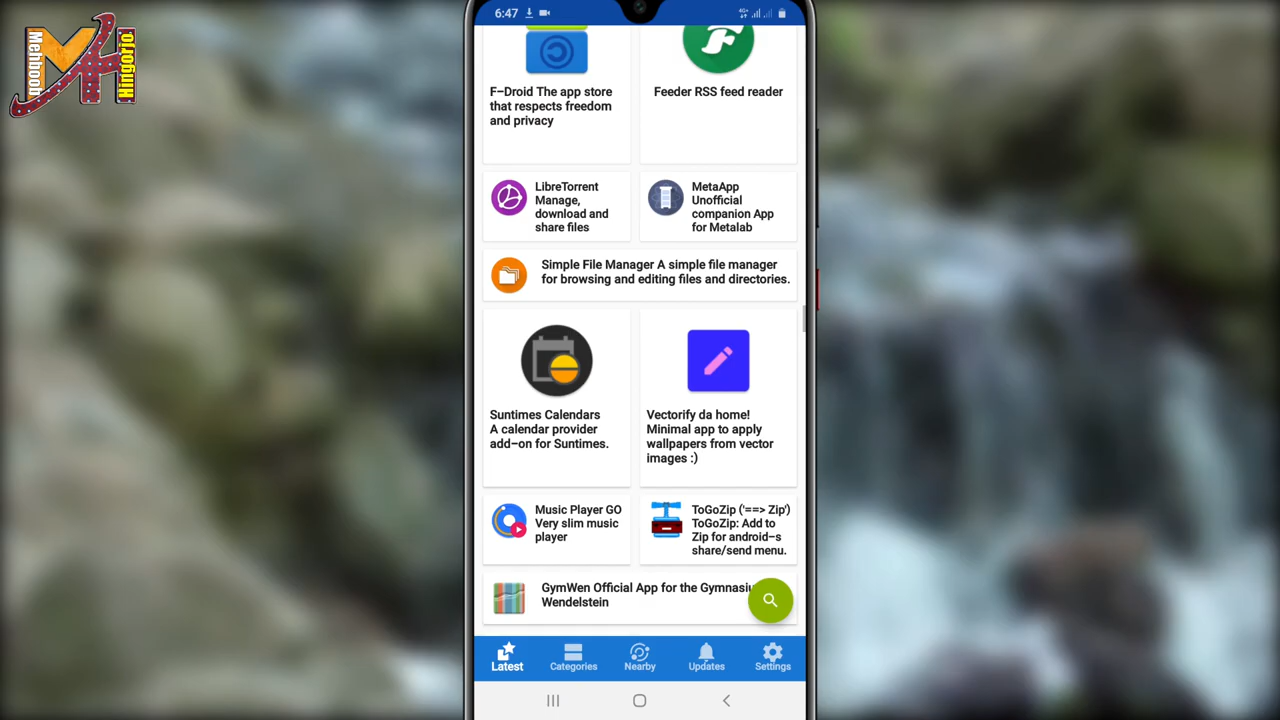 Mehboob
Hingorjo
6:47
4G+
F-Droid The app store
that respects freedom
and privacy
Feeder RSS feed reader
LibreTorrent
Manage,
download and
share files
MetaApp
Unofficial
companion App
for Metalab
Simple File Manager A simple file manager
for browsing and editing files and directories.
Suntimes Calendars
A calendar provider
add-on for Suntimes.
Vectorify da home!
Minimal app to apply
wallpapers from vector
images :)
Music Player GO
Very slim music
player
ToGoZip ('==> Zip')
ToGoZip: Add to
Zip for android-s
share/send menu.
GymWen Official App for the Gymnasiu
Wendelstein
Latest
Categories
Nearby
Updates
Settings